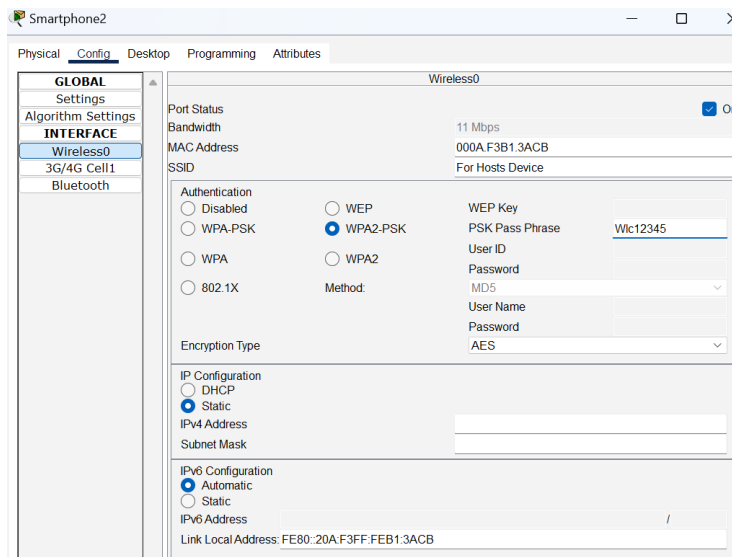 Smartphone2
Physical Config Desktop Programming Attributes
GLOBAL
Settings
Algorithm Settings
INTERFACE
Wireless0
3G/4G Cell1
Bluetooth
Wireless0
Port Status
Bandwidth 11 Mbps
MAC Address 000A.F3B1.3ACB
SSID For Hosts Device
Authentication
Disabled WEP WEP Key
WPA-PSK WPA2-PSK PSK Pass Phrase Wlc12345
User ID
WPA WPA2 Password
802.1X Method: MD5
User Name
Password
Encryption Type AES
IP Configuration
DHCP
Static
IPv4 Address
Subnet Mask
IPv6 Configuration
Automatic
Static
IPv6 Address /
Link Local Address: FE80::20A:F3FF:FEB1:3ACB